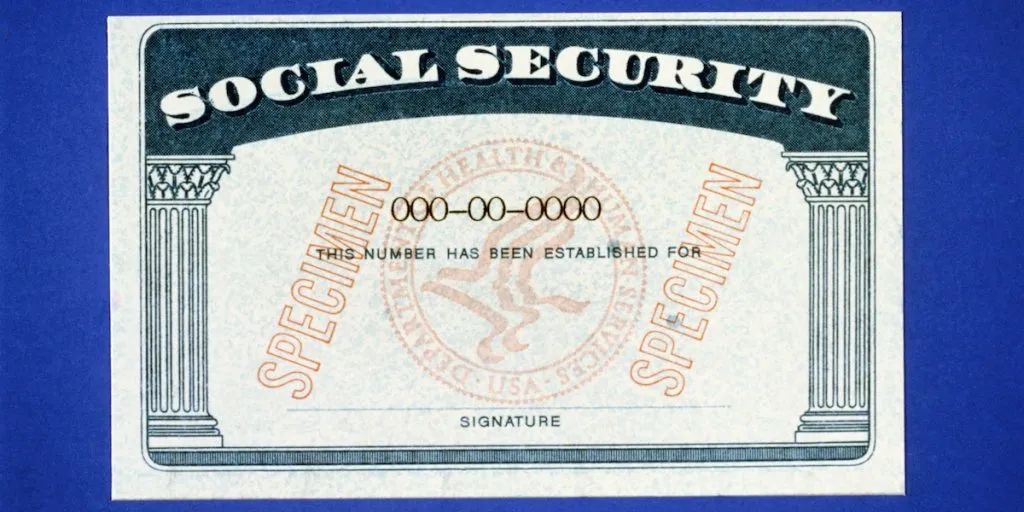 SOCIAL SECURITY
SPECIMEN
SPECIMEN
000-00-0000
THIS NUMBER HAS BEEN ESTABLISHED FOR
DEPARTMENT OF HEALTH & HUMAN SERVICES · USA ·
SIGNATURE